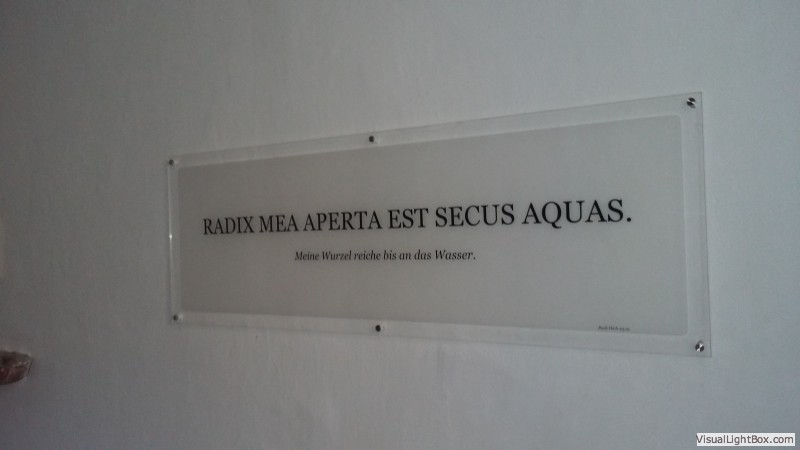 RADIX MEA APERTA EST SECUS AQUAS.
Meine Wurzel reiche bis an das Wasser.
VisualLightBox.com